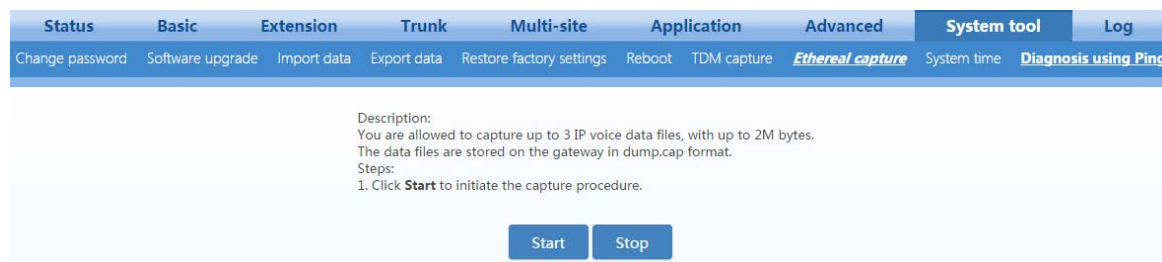 Status Basic Extension Trunk Multi-site Application Advanced System tool Log
Change password Software upgrade Import data Export data Restore factory settings Reboot TDM capture Ethereal capture System time Diagnosis using Ping
Description:
You are allowed to capture up to 3 IP voice data files, with up to 2M bytes.
The data files are stored on the gateway in dump.cap format.
Steps:
1. Click Start to initiate the capture procedure.
Start Stop